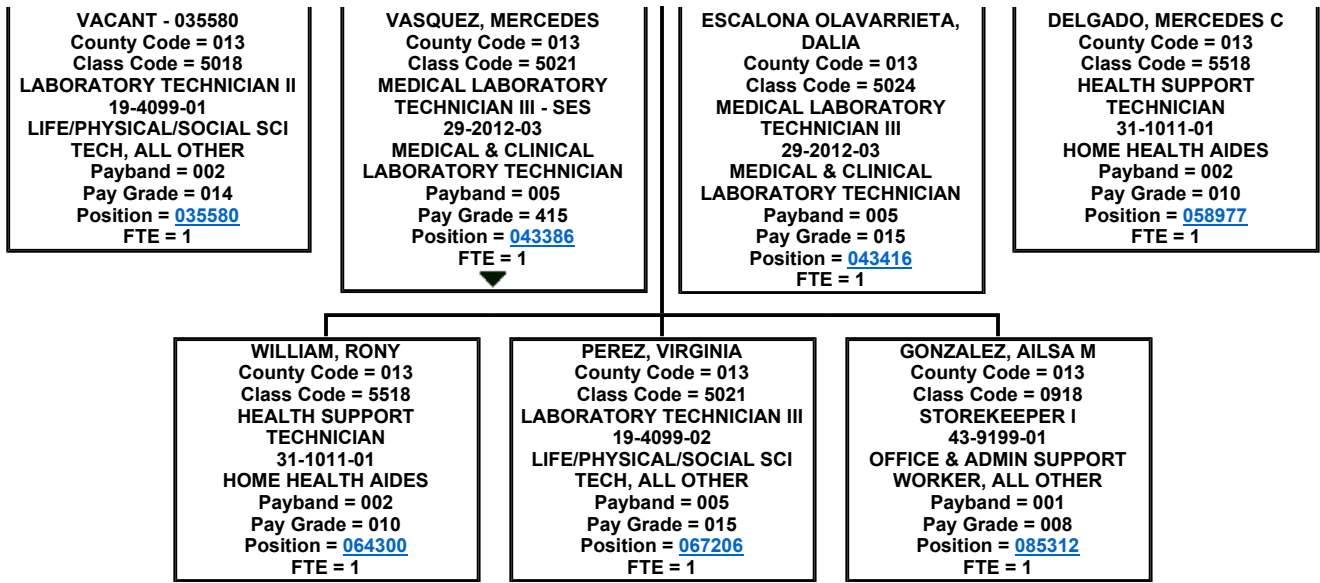 VACANT - 035580
County Code = 013
Class Code = 5018
LABORATORY TECHNICIAN II
19-4099-01
LIFE/PHYSICAL/SOCIAL SCI
TECH, ALL OTHER
Payband = 002
Pay Grade = 014
Position = 035580
FTE = 1
VASQUEZ, MERCEDES
County Code = 013
Class Code = 5021
MEDICAL LABORATORY
TECHNICIAN III - SES
29-2012-03
MEDICAL & CLINICAL
LABORATORY TECHNICIAN
Payband = 005
Pay Grade = 415
Position = 043386
FTE = 1
ESCALONA OLAVARRIETA,
DALIA
County Code = 013
Class Code = 5024
MEDICAL LABORATORY
TECHNICIAN III
29-2012-03
MEDICAL & CLINICAL
LABORATORY TECHNICIAN
Payband = 005
Pay Grade = 015
Position = 043416
FTE = 1
DELGADO, MERCEDES C
County Code = 013
Class Code = 5518
HEALTH SUPPORT
TECHNICIAN
31-1011-01
HOME HEALTH AIDES
Payband = 002
Pay Grade = 010
Position = 058977
FTE = 1
WILLIAM, RONY
County Code = 013
Class Code = 5518
HEALTH SUPPORT
TECHNICIAN
31-1011-01
HOME HEALTH AIDES
Payband = 002
Pay Grade = 010
Position = 064300
FTE = 1
PEREZ, VIRGINIA
County Code = 013
Class Code = 5021
LABORATORY TECHNICIAN III
19-4099-02
LIFE/PHYSICAL/SOCIAL SCI
TECH, ALL OTHER
Payband = 005
Pay Grade = 015
Position = 067206
FTE = 1
GONZALEZ, AILSA M
County Code = 013
Class Code = 0918
STOREKEEPER I
43-9199-01
OFFICE & ADMIN SUPPORT
WORKER, ALL OTHER
Payband = 001
Pay Grade = 008
Position = 085312
FTE = 1